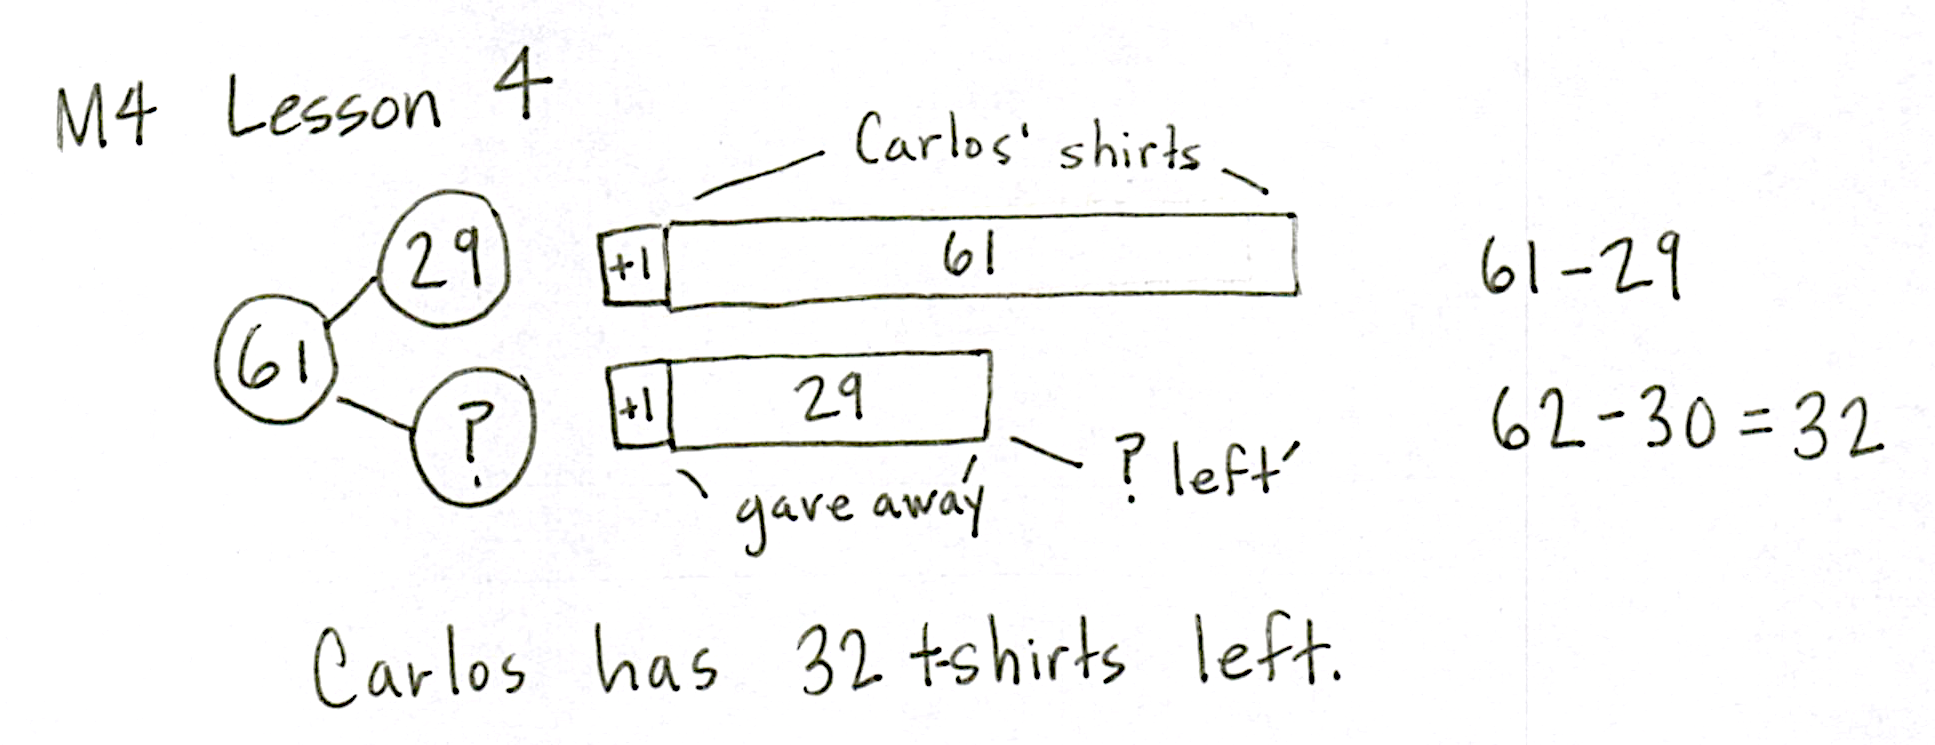 M4 Lesson 4
Carlos' shirts
29
61
?
+1 61
+1 29
gave away
? left
61-29
62-30=32
Carlos has 32 t-shirts left.